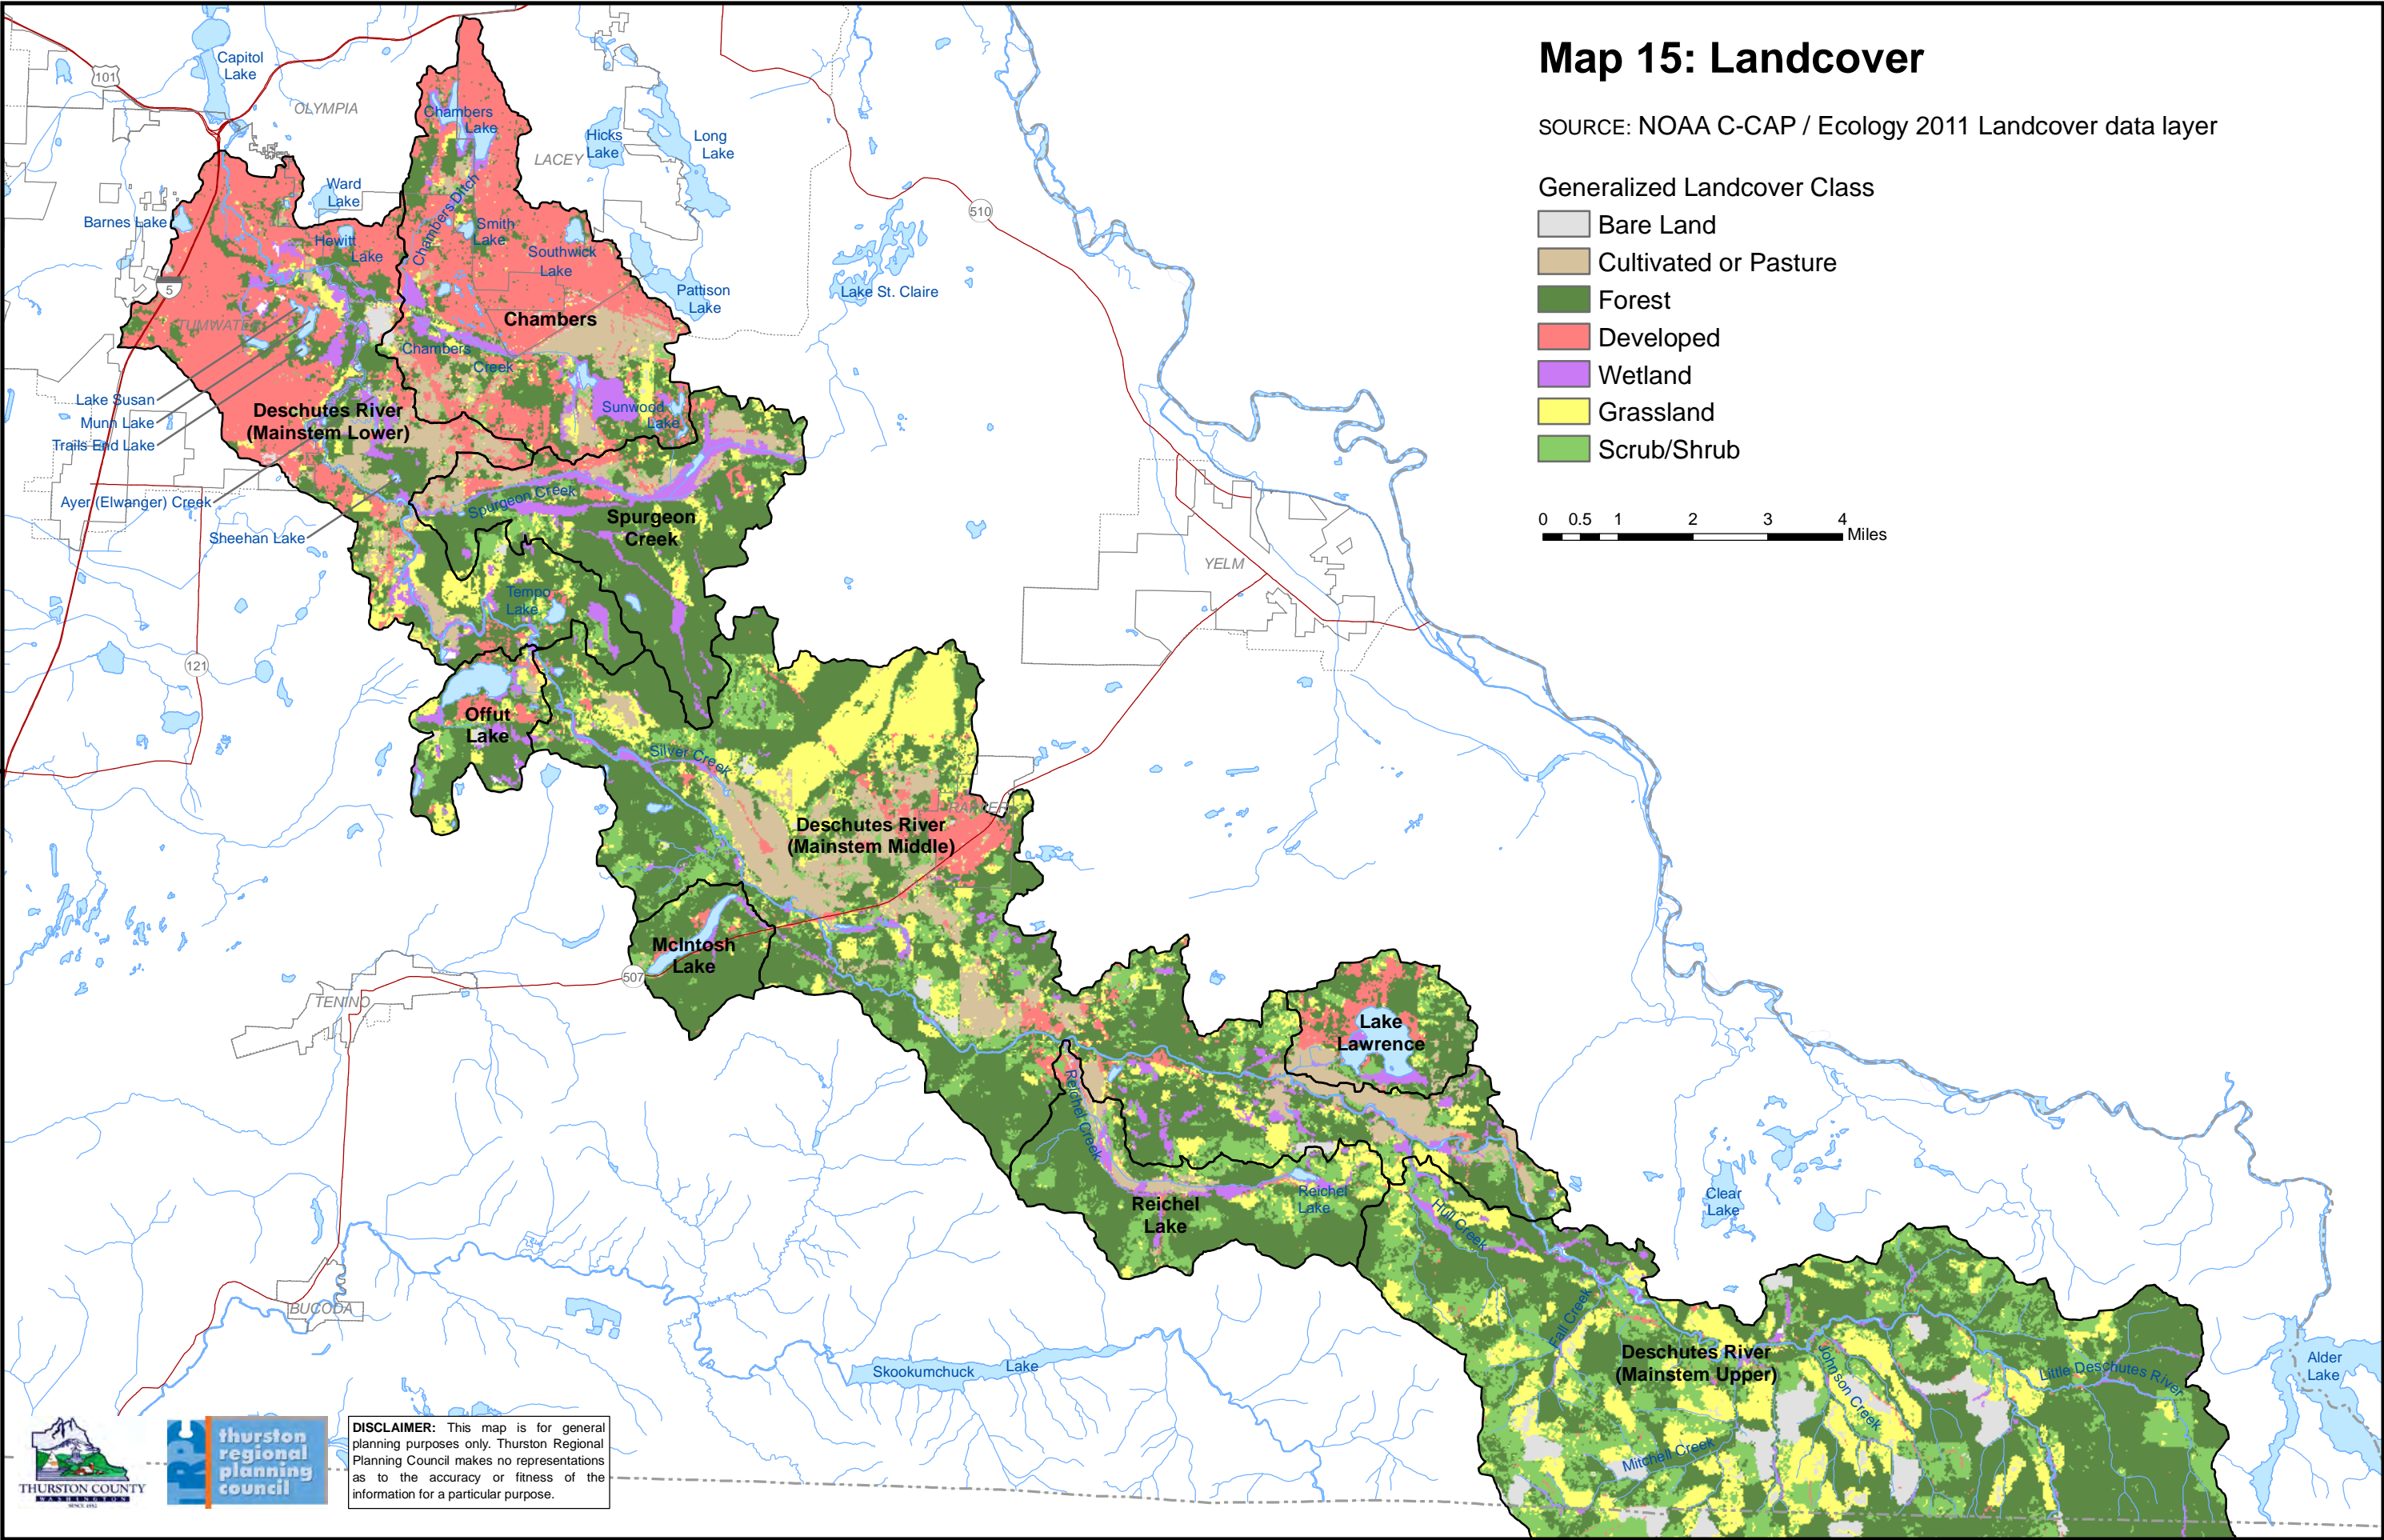 Map 15: Landcover
SOURCE: NOAA C-CAP / Ecology 2011 Landcover data layer
Generalized Landcover Class
Bare Land
Cultivated or Pasture
Forest
Developed
Wetland
Grassland
Scrub/Shrub
0 0.5 1 2 3 4
Miles
Capitol
Lake
101
OLYMPIA
Chambers
Lake
Hicks
Lake
Long
Lake
LACEY
Ward
Lake
Barnes Lake
Hewitt
Lake
Chambers Ditch
Smith
Lake
Southwick
Lake
510
Pattison
Lake
Lake St. Claire
5
TUMWATE
Chambers
Chambers
Creek
Lake Susan
Munn Lake
Trails End Lake
Deschutes River
(Mainstem Lower)
Sunwood
Lake
Ayer (Elwanger) Creek
Spurgeon Creek
Spurgeon
Creek
Sheehan Lake
YELM
Tempo
Lake
121
Offut
Lake
Silver Creek
RAINIER
Deschutes River
(Mainstem Middle)
McIntosh
Lake
507
TENINO
Lake
Lawrence
Reichel Creek
Reichel
Lake
Reichel
Lake
Hull Creek
Clear
Lake
BUCODA
Fall Creek
Deschutes River
(Mainstem Upper)
Johnson Creek
Little Deschutes River
Alder
Lake
Skookumchuck Lake
Mitchell Creek
THURSTON COUNTY
WASHINGTON
SINCE 1852
TRPC
thurston
regional
planning
council
DISCLAIMER: This map is for general
planning purposes only. Thurston Regional
Planning Council makes no representations
as to the accuracy or fitness of the
information for a particular purpose.